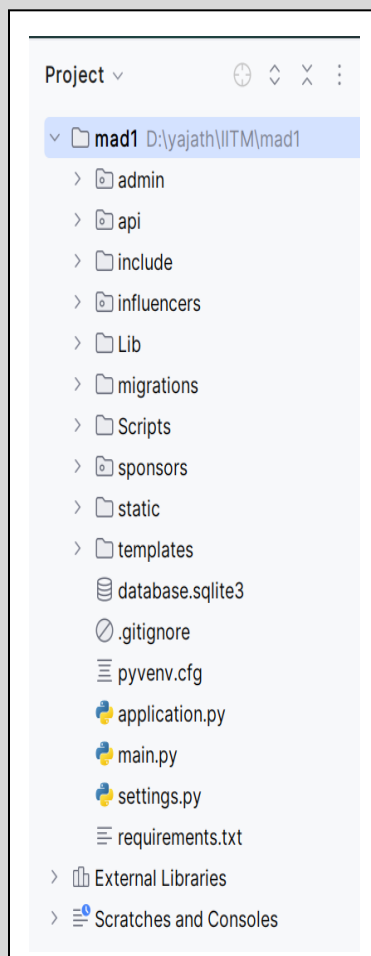 Project
mad1 D:\yajath\IITM\mad1
admin
api
include
influencers
Lib
migrations
Scripts
sponsors
static
templates
database.sqlite3
.gitignore
pyvenv.cfg
application.py
main.py
settings.py
requirements.txt
External Libraries
Scratches and Consoles